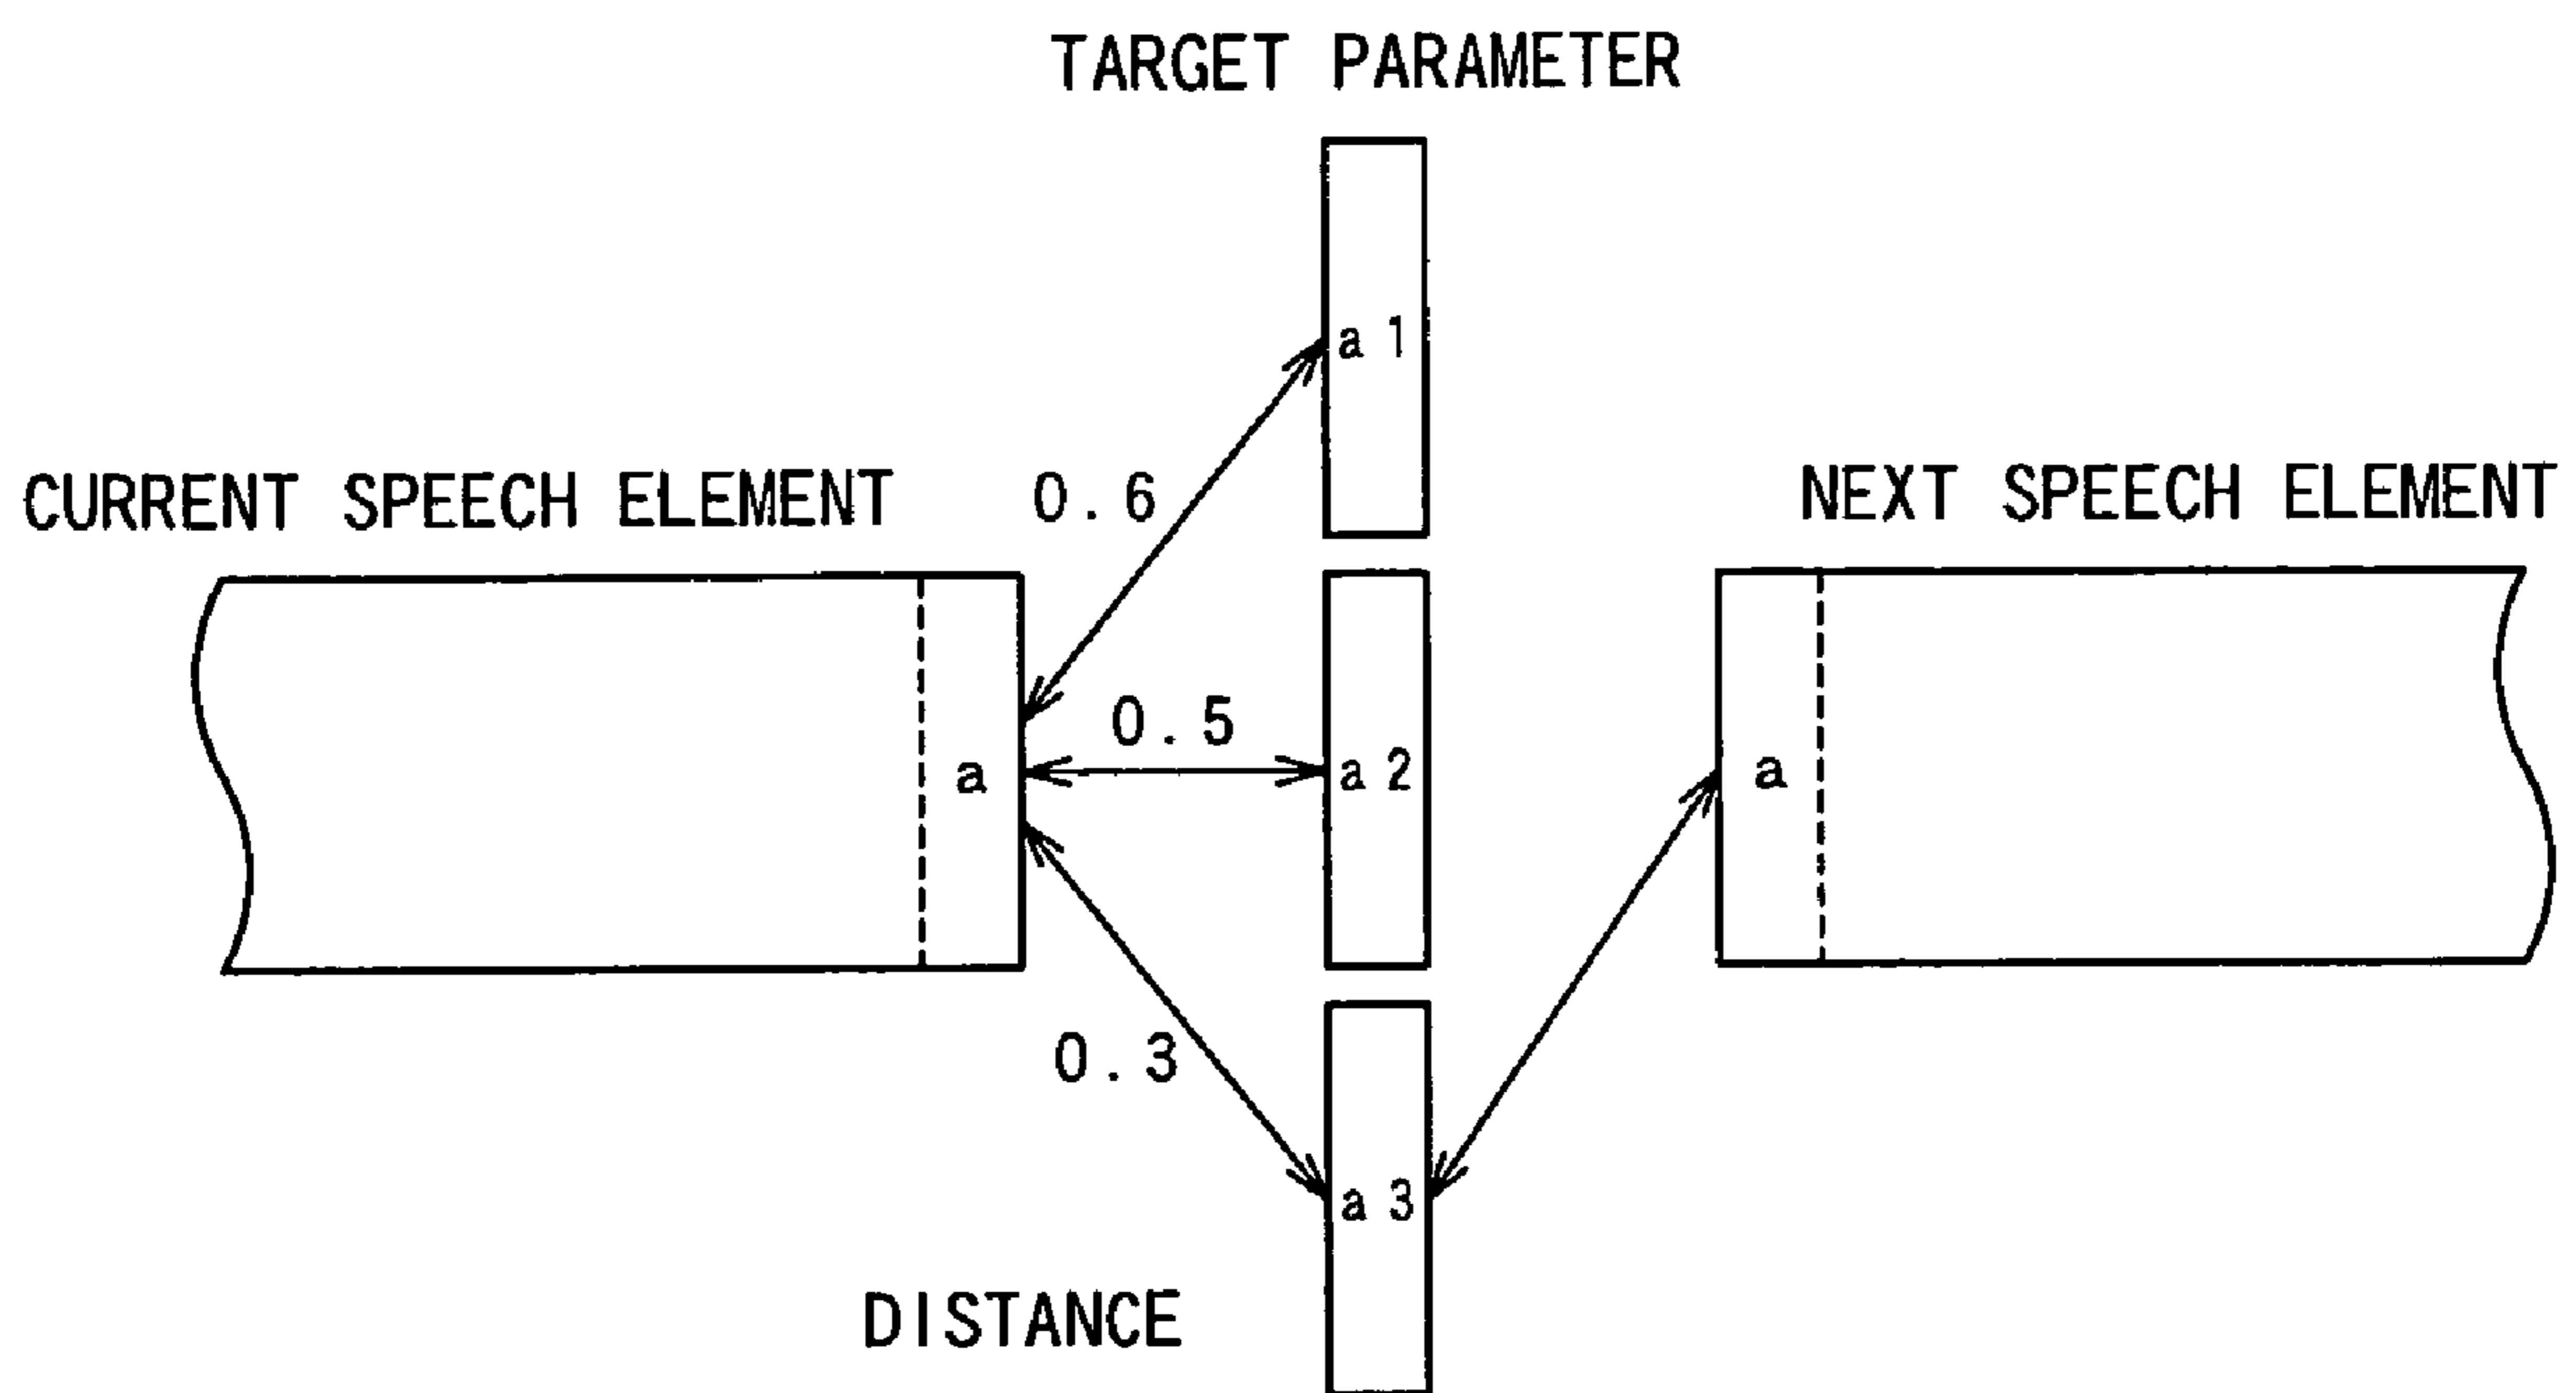 TARGET PARAMETER
a 1
CURRENT SPEECH ELEMENT
0.6
NEXT SPEECH ELEMENT
0.5
a
a 2
a
0.3
a 3
DISTANCE